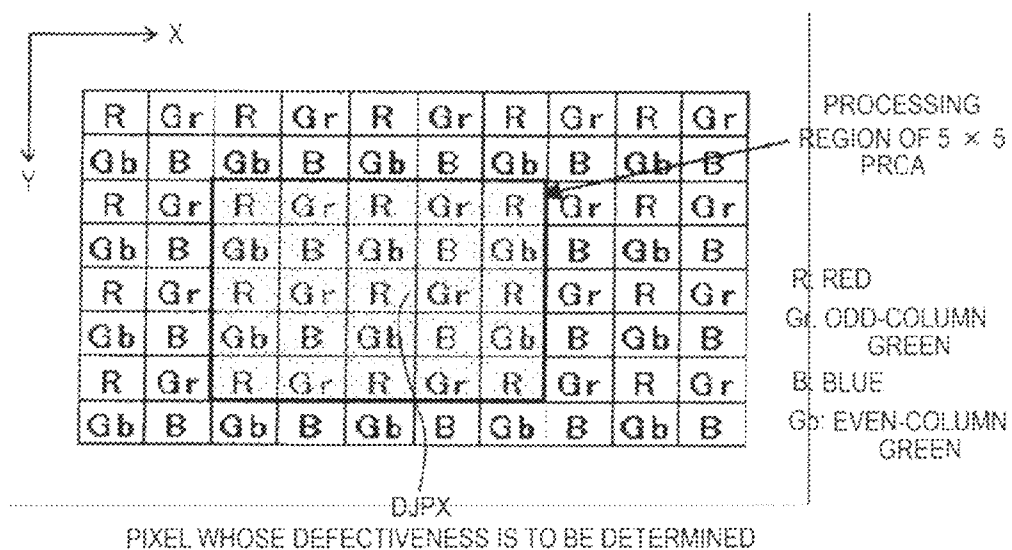 X
Y
R Gr R Gr R Gr R Gr R Gr
Gb B Gb B Gb B Gb B Gb B
R Gr R Gr R Gr R Gr R Gr
Gb B Gb B Gb B Gb B Gb B
R Gr R Gr R Gr R Gr R Gr
Gb B Gb B Gb B Gb B Gb B
R Gr R Gr R Gr R Gr R Gr
Gb B Gb B Gb B Gb B Gb B
PROCESSING
REGION OF 5 × 5
PRCA
R: RED
Gr: ODD-COLUMN
GREEN
B: BLUE
Gb: EVEN-COLUMN
GREEN
DJPX
PIXEL WHOSE DEFECTIVENESS IS TO BE DETERMINED